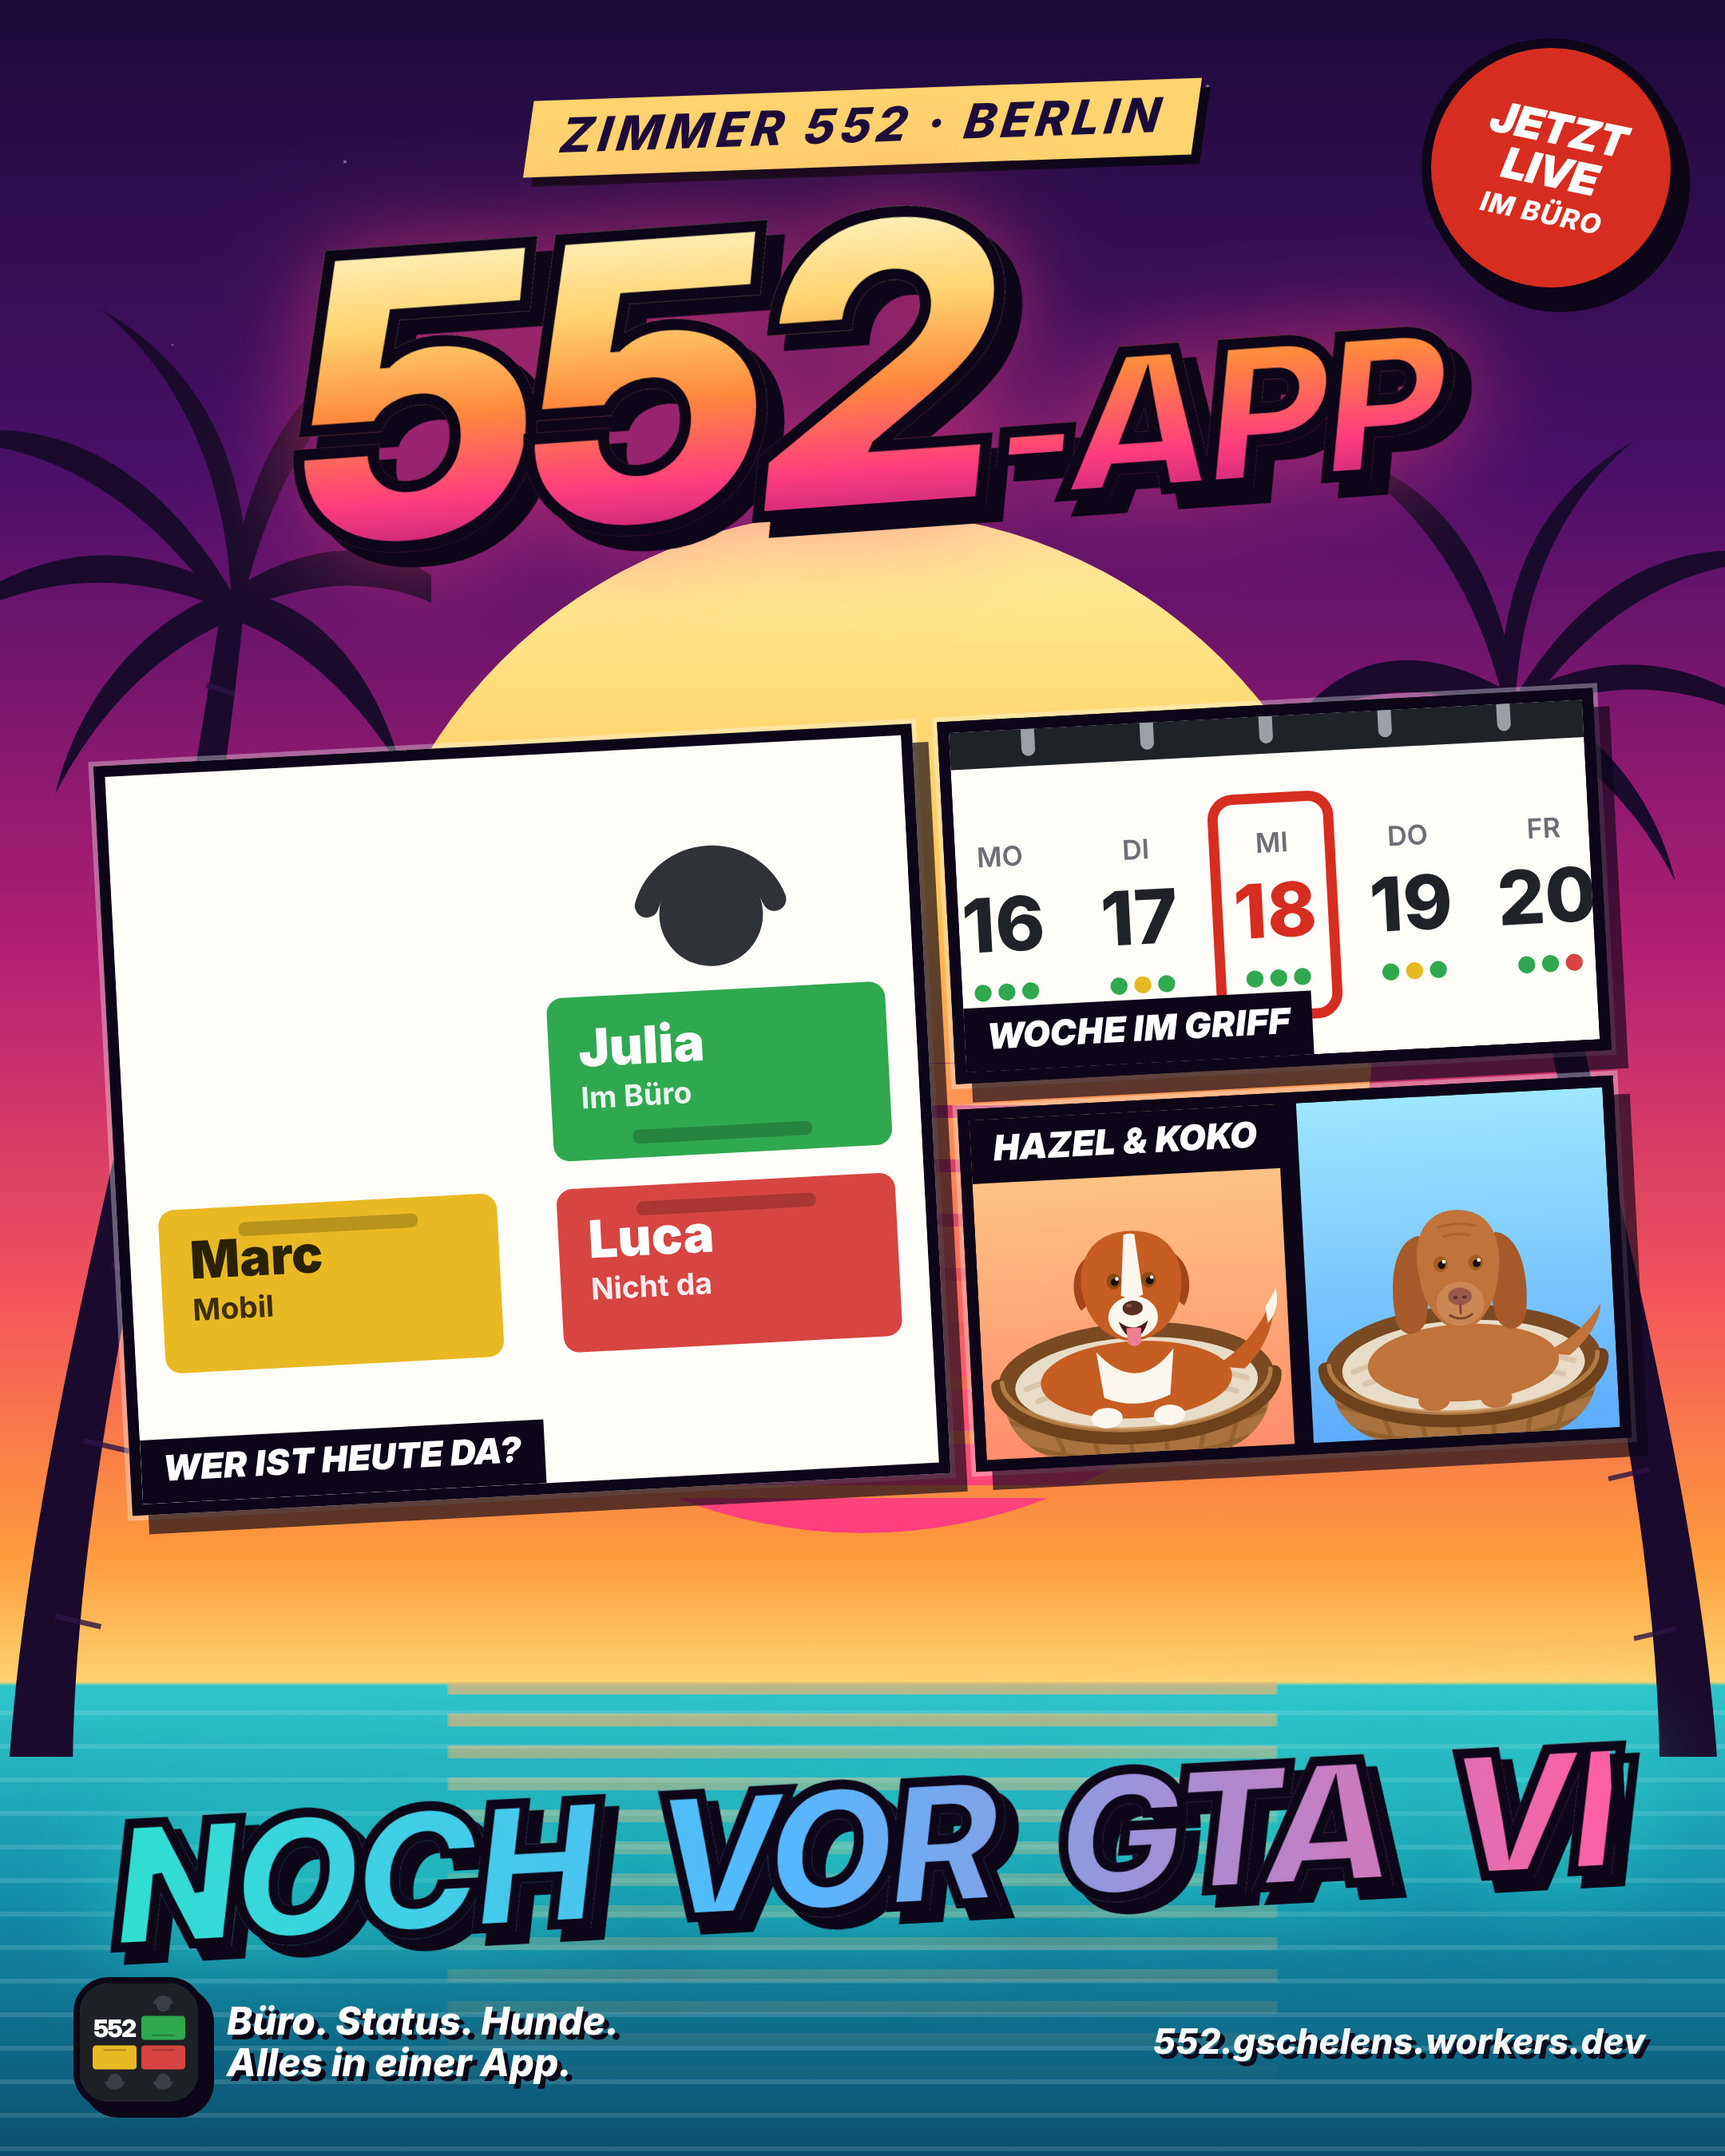 ZIMMER 552 · BERLIN
JETZT
LIVE
IM BÜRO
552-APP
Julia
Im Büro
Marc
Mobil
Luca
Nicht da
WER IST HEUTE DA?
MO DI MI DO FR
16 17 18 19 20
WOCHE IM GRIFF
HAZEL & KOKO
NOCH VOR GTA VI
552
Büro. Status. Hunde.
Alles in einer App.
552.gschelens.workers.dev